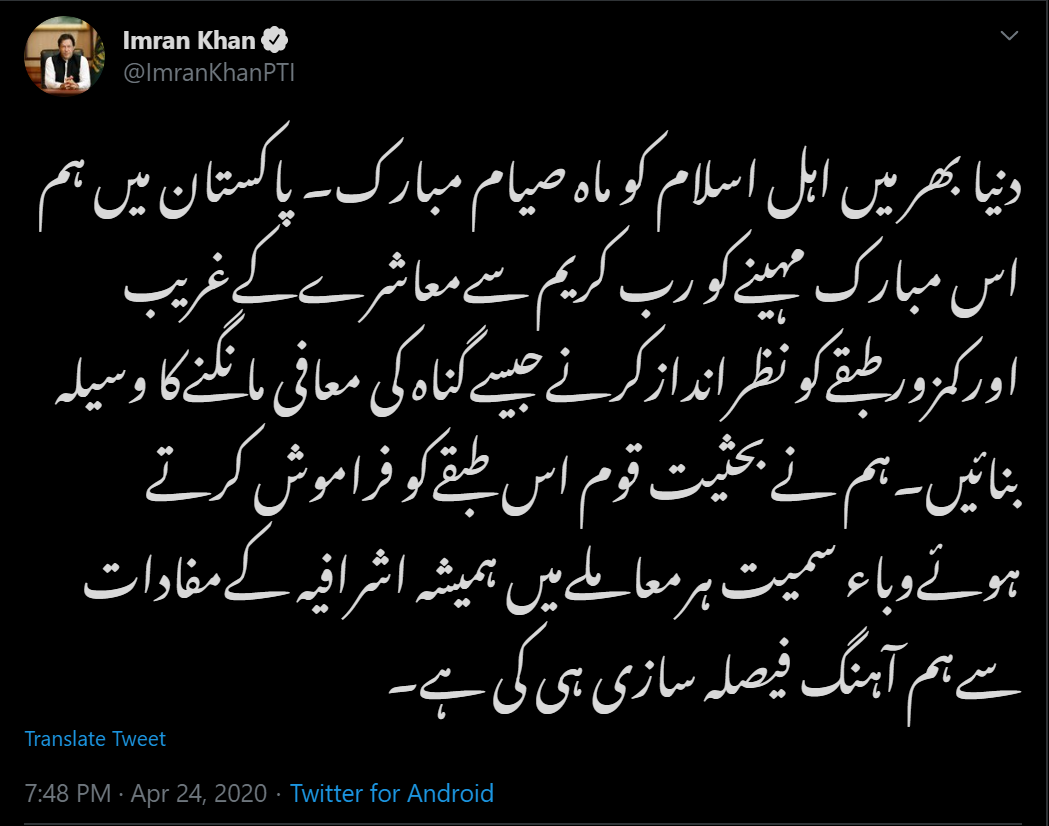 Imran Khan
@ImranKhanPTI
دنیا بھر میں اہل اسلام کو ماہ صیام مبارک۔ پاکستان میں ہم
اس مبارک مہینے کو رب کریم سے معاشرے کے غریب
اور کمزور طبقے کو نظر انداز کرنے جیسے گناہ کی معافی مانگنے کا وسیلہ
بنائیں۔ ہم نے بحثیت قوم اس طبقے کو فراموش کرتے
ہوئے وباء سمیت ہر معاملے میں ہمیشہ اشرافیہ کے مفادات
سے ہم آہنگ فیصلہ سازی ہی کی ہے۔
Translate Tweet
7:48 PM · Apr 24, 2020 · Twitter for Android